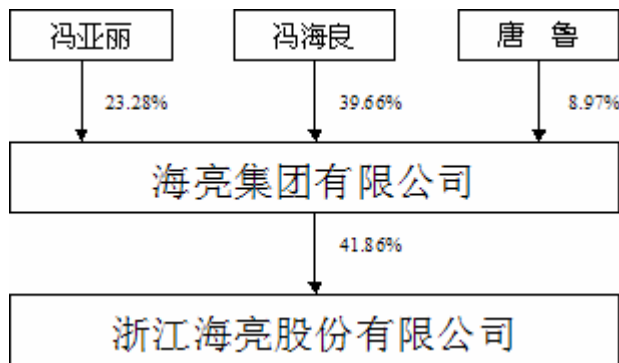 冯亚丽 冯海良 唐 鲁
23.28% 39.66% 8.97%
海亮集团有限公司
41.86%
浙江海亮股份有限公司